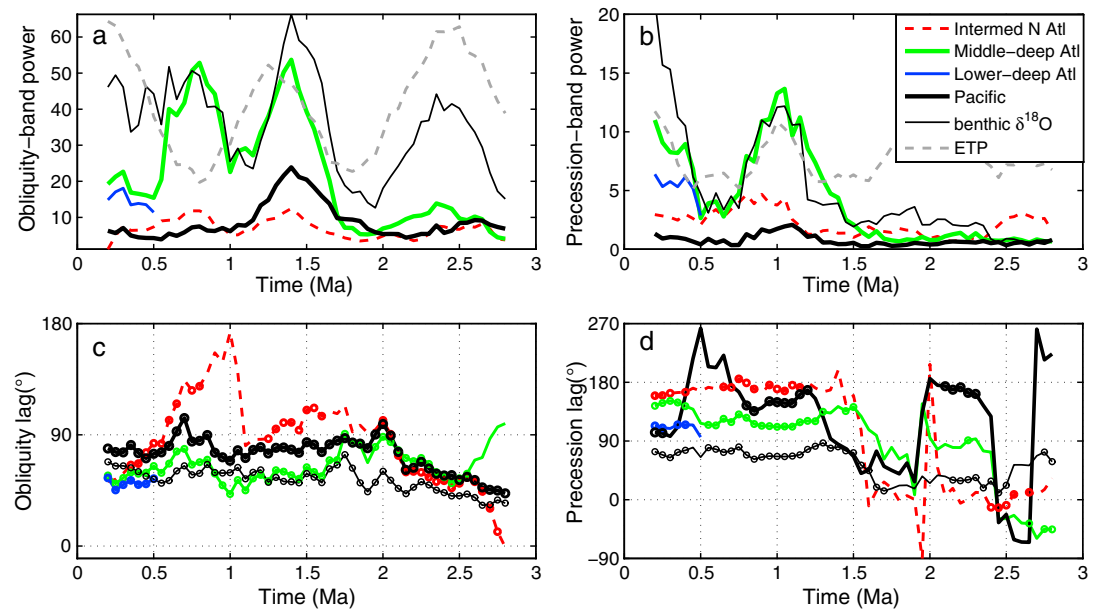 a
Obliquity-band power
60
50
40
30
20
10
0 0.5 1 1.5 2 2.5 3
Time (Ma)
b
Precession-band power
20
15
10
5
0
0 0.5 1 1.5 2 2.5 3
Time (Ma)
Intermed N Atl
Middle-deep Atl
Lower-deep Atl
Pacific
benthic δ18O
ETP
c
Obliquity lag(°)
180
90
0
0 0.5 1 1.5 2 2.5 3
Time (Ma)
d
Precession lag(°)
270
180
90
0
-90
0 0.5 1 1.5 2 2.5 3
Time (Ma)